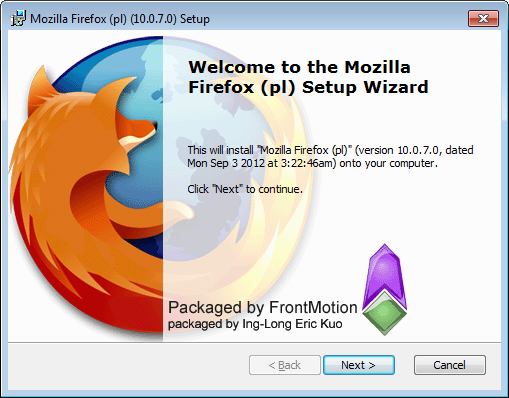 Mozilla Firefox (pl) (10.0.7.0) Setup
Welcome to the Mozilla
Firefox (pl) Setup Wizard
This will install "Mozilla Firefox (pl)" (version 10.0.7.0, dated
Mon Sep 3 2012 at 3:22:46am) onto your computer.
Click "Next" to continue.
Packaged by FrontMotion
packaged by Ing-Long Eric Kuo
< Back
Next >
Cancel